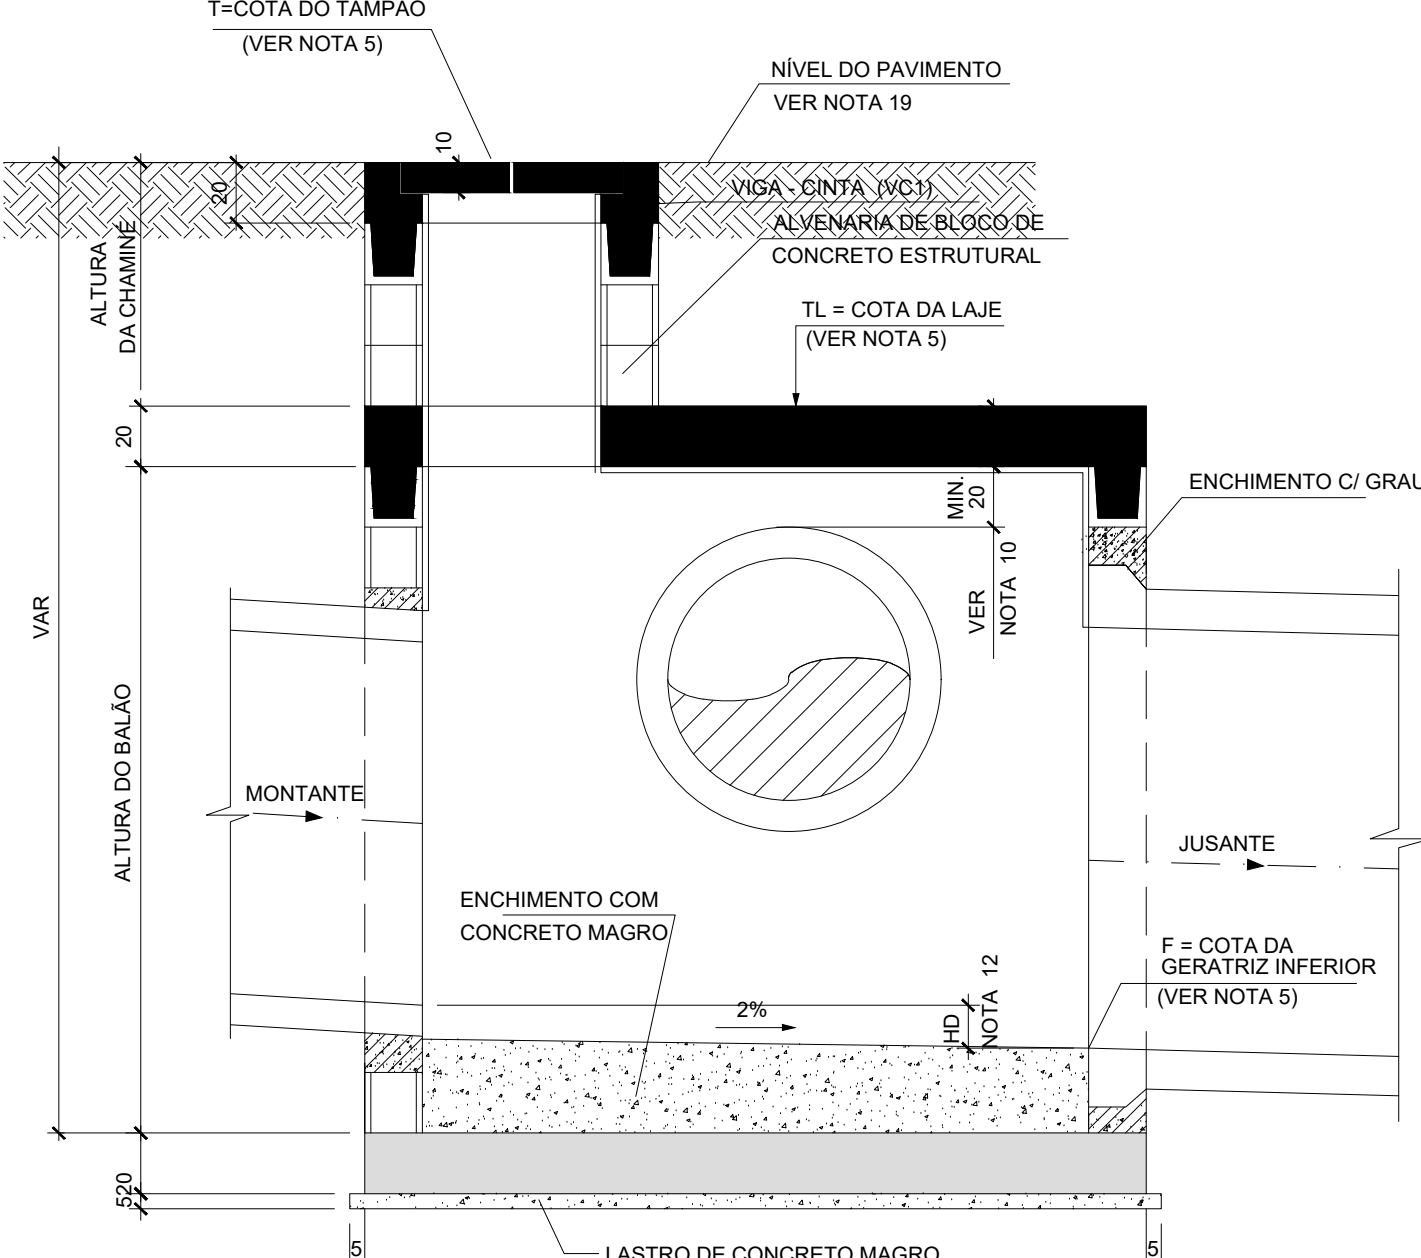 T=COTA DO TAMPÃO
(VER NOTA 5)
NÍVEL DO PAVIMENTO
VER NOTA 19
10
20
VIGA - CINTA (VC1)
ALVENARIA DE BLOCO DE
CONCRETO ESTRUTURAL
ALTURA
DA CHAMINÉ
TL = COTA DA LAJE
(VER NOTA 5)
20
MIN.
20
ENCHIMENTO C/ GRAU
VER
NOTA 10
VAR
ALTURA DO BALÃO
MONTANTE
JUSANTE
ENCHIMENTO COM
CONCRETO MAGRO
F = COTA DA
GERATRIZ INFERIOR
(VER NOTA 5)
2%
HD
NOTA 12
20
5
5
5
LASTRO DE CONCRETO MAGRO